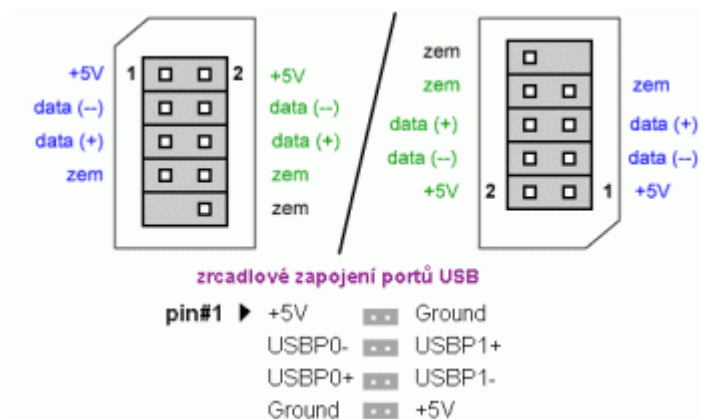 +5V 1 2 +5V
data (--) data (--)
data (+) data (+)
zem zem
zem
zem
zem zem
data (+) data (+)
data (--) data (--)
+5V 2 1 +5V
zrcadlové zapojení portů USB
pin#1 +5V Ground
USBP0- USBP1+
USBP0+ USBP1-
Ground +5V